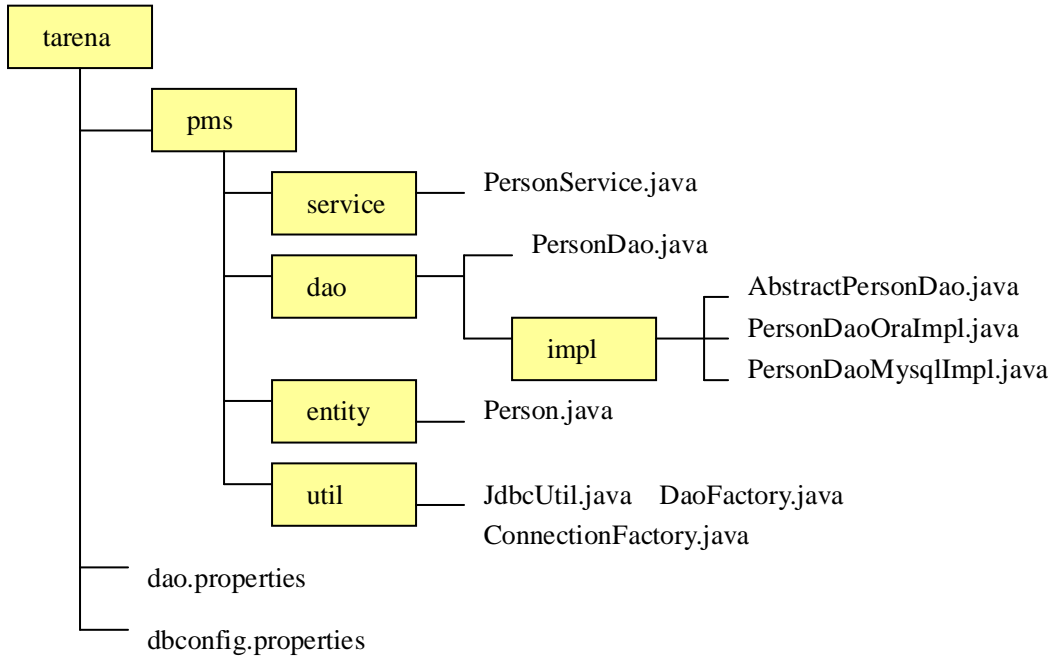 tarena
pms
service
PersonService.java
dao
PersonDao.java
impl
AbstractPersonDao.java
PersonDaoOraImpl.java
PersonDaoMysqlImpl.java
entity
Person.java
util
JdbcUtil.java DaoFactory.java
ConnectionFactory.java
dao.properties
dbconfig.properties